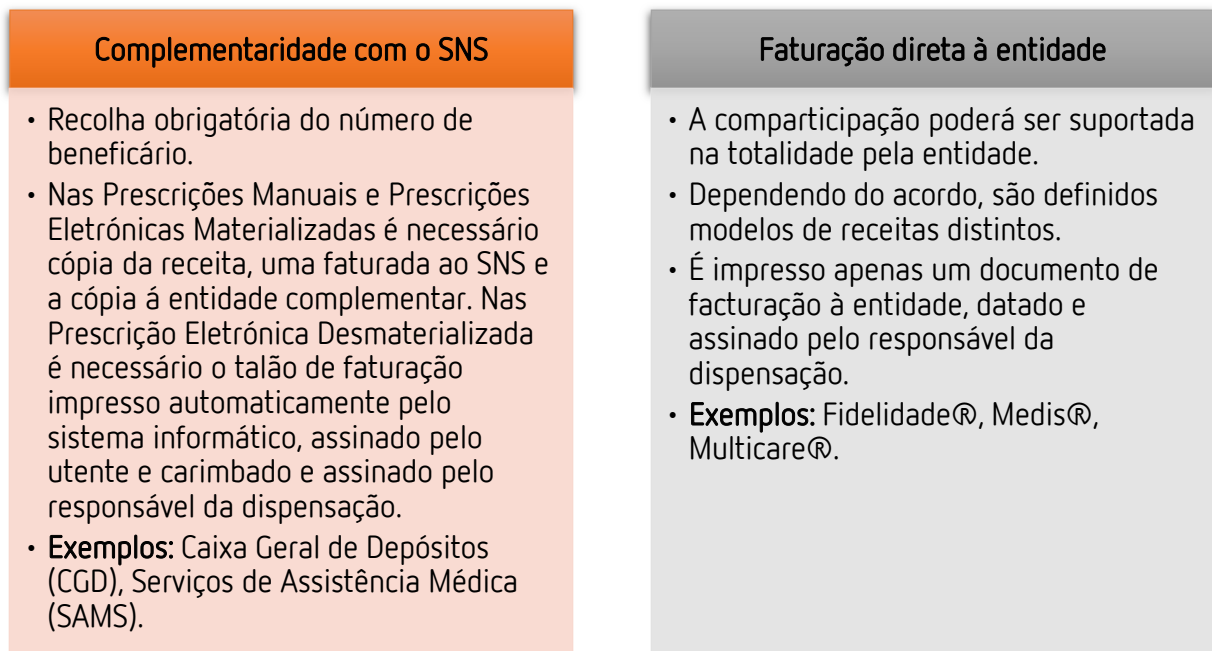 Complementaridade com o SNS
• Recolha obrigatória do número de
beneficário.
• Nas Prescrições Manuais e Prescrições
Eletrónicas Materializadas é necessário
cópia da receita, uma faturada ao SNS e
a cópia á entidade complementar. Nas
Prescrição Eletrónica Desmaterializada
é necessário o talão de faturação
impresso automaticamente pelo
sistema informático, assinado pelo
utente e carimbado e assinado pelo
responsável da dispensação.
• Exemplos: Caixa Geral de Depósitos
(CGD), Serviços de Assistência Médica
(SAMS).
Faturação direta à entidade
• A comparticipação poderá ser suportada
na totalidade pela entidade.
• Dependendo do acordo, são definidos
modelos de receitas distintos.
• É impresso apenas um documento de
facturação à entidade, datado e
assinado pelo responsável da
dispensação.
• Exemplos: Fidelidade®, Medis®,
Multicare®.